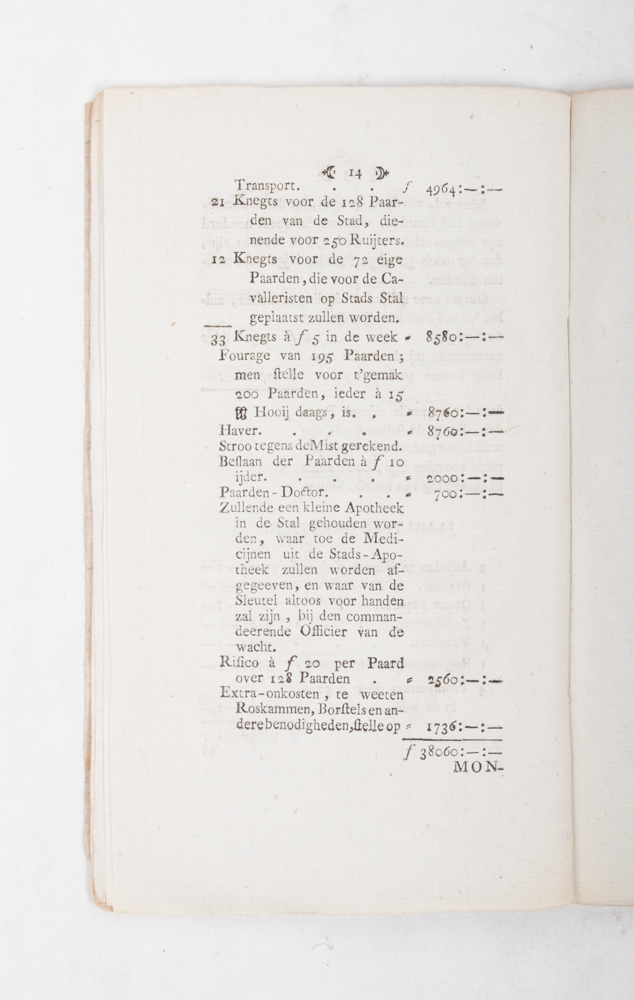 14
Transport. . . ƒ 4964:—:—
21 Knegts voor de 128 Paar-
den van de Stad, die-
nende voor 250 Ruijters.
12 Knegts voor de 72 eige
Paarden, die voor de Ca-
valleristen op Stads Stal
geplaatst zullen worden.
33 Knegts à ƒ 5 in de week „ 8580:—:—
Fourage van 195 Paarden;
men ſtelle voor t'gemak
200 Paarden, ieder à 15
℔ Hooij daags, is. . „ 8760:—:—
Haver. . . . „ 8760:—:—
Stroo tegens de Mist gerekend.
Beſlaan der Paarden à ƒ 10
ijder. . . . . „ 2000:—:—
Paarden-Doctor. . . . „ 700:—:—
Zullende een kleine Apotheek
in de Stal gehouden wor-
den, waar toe de Medi-
cijnen uit de Stads-Apo-
theek zullen worden af-
gegeeven, en waar van de
Sleutel altoos voor handen
zal zijn, bij den comman-
deerende Officier van de
wacht.
Riſico à ƒ 20 per Paard
over 128 Paarden . „ 2560:—:—
Extra-onkosten, te weeten
Roskammen, Borſtels en an-
dere benodigheden, ſtelle op „ 1736:—:—
ƒ 38060:—:—
MON-